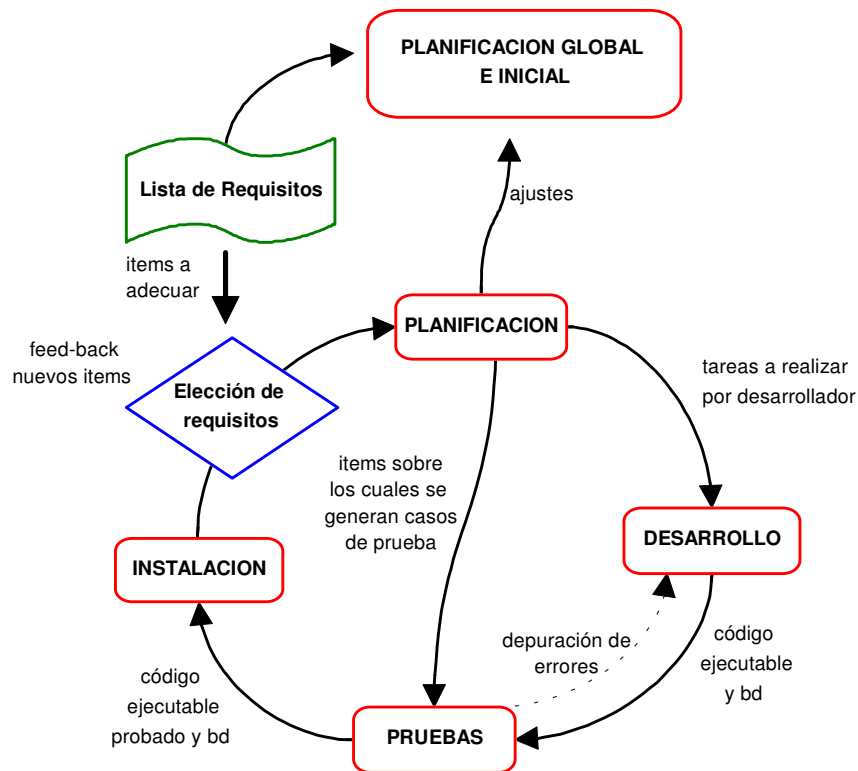 PLANIFICACION GLOBAL
E INICIAL
Lista de Requisitos
ajustes
items a
adecuar
PLANIFICACION
feed-back
nuevos items
Elección de
requisitos
tareas a realizar
por desarrollador
items sobre
los cuales se
generan casos
de prueba
INSTALACION
DESARROLLO
depuración de
errores
código
ejecutable
y bd
código
ejecutable
probado y bd
PRUEBAS